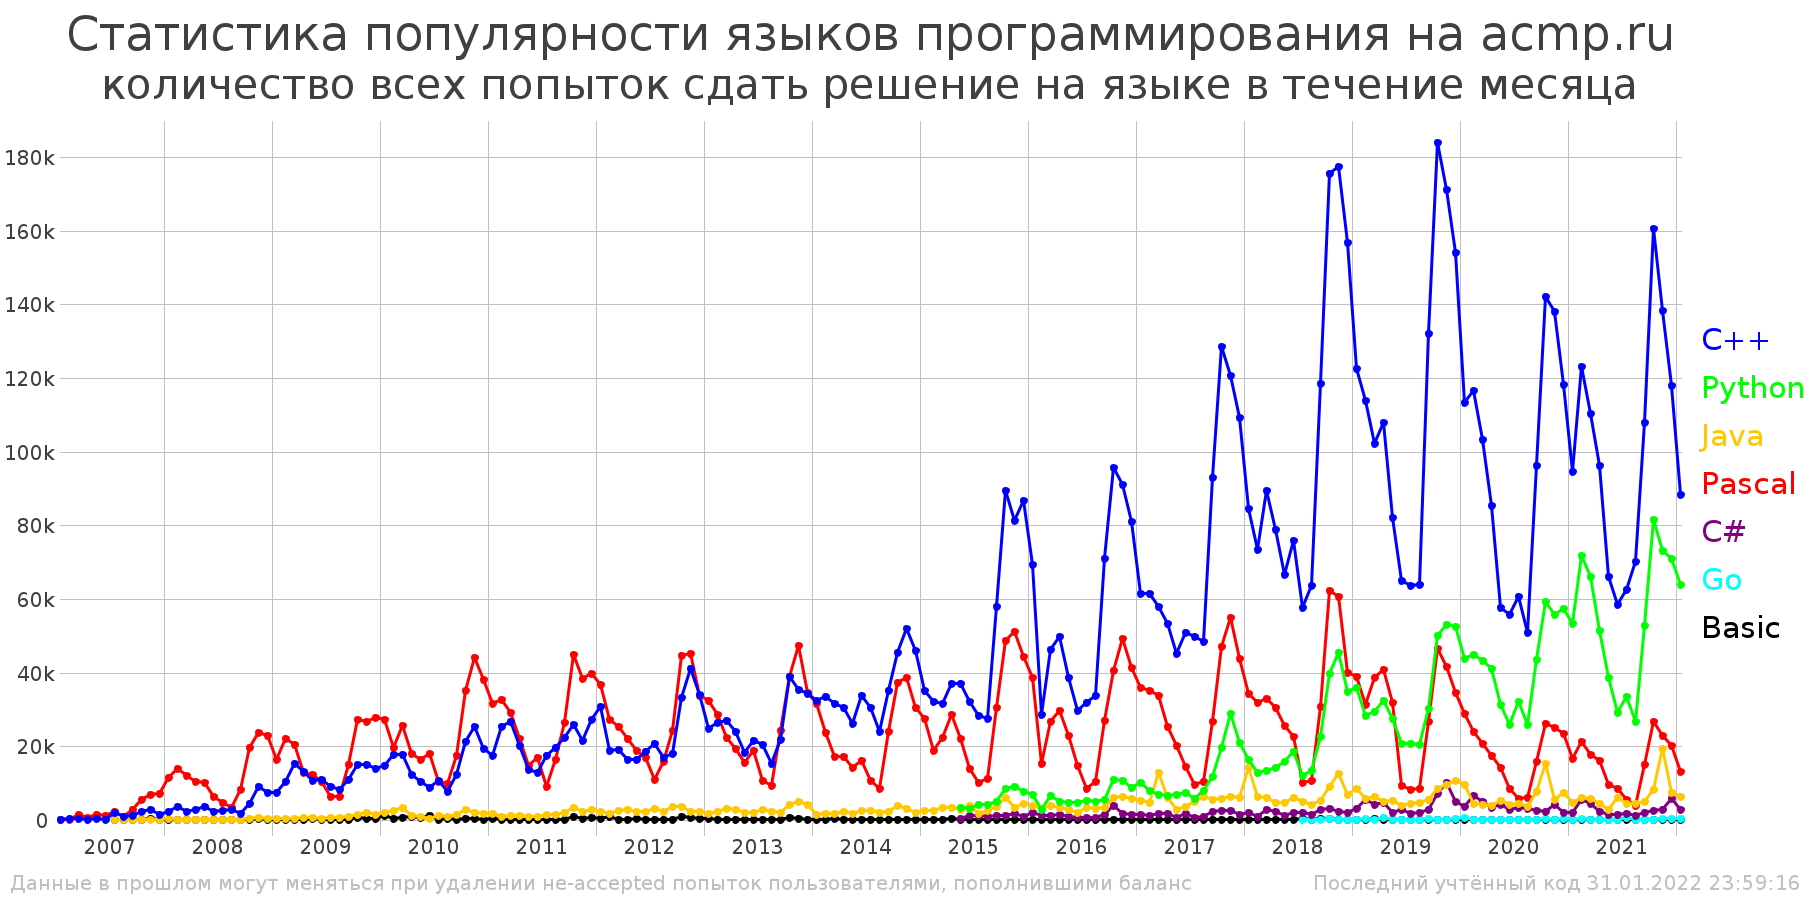 Статистика популярности языков программирования на acmp.ru
количество всех попыток сдать решение на языке в течение месяца
180k
160k
140k
120k
100k
80k
60k
40k
20k
0
C++
Python
Java
Pascal
C#
Go
Basic
2007 2008 2009 2010 2011 2012 2013 2014 2015 2016 2017 2018 2019 2020 2021
Данные в прошлом могут меняться при удалении не-accepted попыток пользователями, пополнившими баланс
Последний учтённый код 31.01.2022 23:59:16